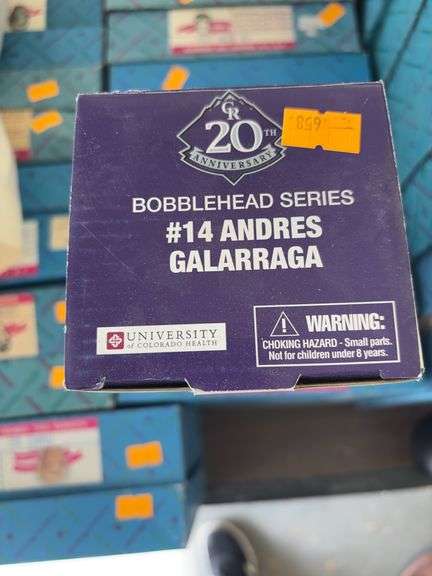 CR
20TH
ANNIVERSARY
BOBBLEHEAD SERIES
#14 ANDRES
GALARRAGA
UNIVERSITY
of COLORADO HEALTH
WARNING:
CHOKING HAZARD - Small parts.
Not for children under 8 years.